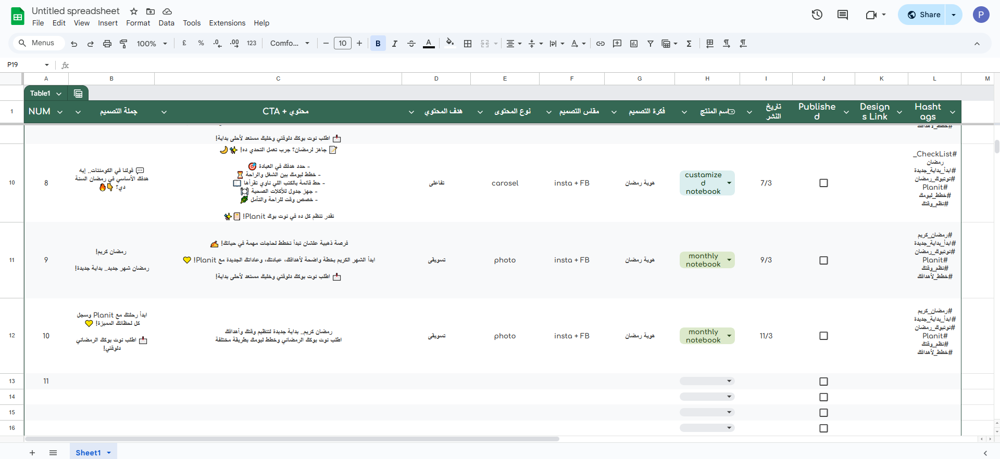 Untitled spreadsheet
File Edit View Insert Format Data Tools Extensions Help
Share
P
Menus 100% £ % .0 .00 123 Comfo... 10 B I A
P19
fx
A B C D E F G H I J K L M
Table1
1 NUM جملة التصميم محتوي + CTA هدف المحتوي نوع المحتوى مقاس التصميم فكرة التصميم اسم المنتج تاريخ النشر Published Designs Link Hashtags
#خطط_لأهدافك
📩 اطلب نوت بوكك دلوقتي وخليك مستعد لأحلى بداية!
10
8
💬 قولنا في الكومنتات.. إيه
هدفك الأساسي في رمضان السنة
دي؟ 👇🔥
📝 جاهز لرمضان؟ جرب تعمل التحدي ده! ✨🌙
- حدد هدفك في العبادة 🎯
- خطط ليومك بين الشغل والراحة ⏳
- حط قائمة بالكتب اللي ناوي تقرأها 📖
- جهز جدول للأكلات الصحية 🍽
- خصص وقت للراحة والتأمل 🌿
تقدر تنظم كل ده في نوت بوك Planit! 📔✨
تفاعلى
carosel
insta + FB
هوية رمضان
customize
d
notebook
7/3
#CheckList_
رمضان
#ابدأ_بداية_جديدة
#نوتبوك_رمضان
#Planit
#خطط_ليومك
#نظم_وقتك
11
9
رمضان كريم!
رمضان شهر جديد.. بداية جديدة!
فرصة ذهبية علشان تبدأ تخطط لحاجات مهمة في حياتك! ✍
ابدأ الشهر الكريم بخطة واضحة لأهدافك، عبادتك، وعاداتك الجديدة مع Planit! 💛
📩 اطلب نوت بوكك دلوقتي وخليك مستعد لأحلى بداية!
تسويقى
photo
insta + FB
هوية رمضان
monthly
notebook
9/3
#رمضان_كريم
#ابدأ_بداية_جديدة
#نوتبوك_رمضان
#Planit
#نظم_وقتك
#خطط_لأهدافك
12
10
ابدأ رحلتك مع Planit وسجل
كل لحظاتك المميزة! 💛
📩 اطلب نوت بوكك الرمضاني
دلوقتي!
رمضان كريم.. بداية جديدة لتنظيم وقتك وأهدافك
اطلب نوت بوكك الرمضاني وخطط ليومك بطريقة مختلفة
تسويقى
photo
insta + FB
هوية رمضان
monthly
notebook
11/3
#رمضان_كريم
#ابدأ_بداية_جديدة
#نوتبوك_رمضان
#Planit
#نظم_وقتك
#خطط_لأهدافك
13 11
14
15
16
Sheet1